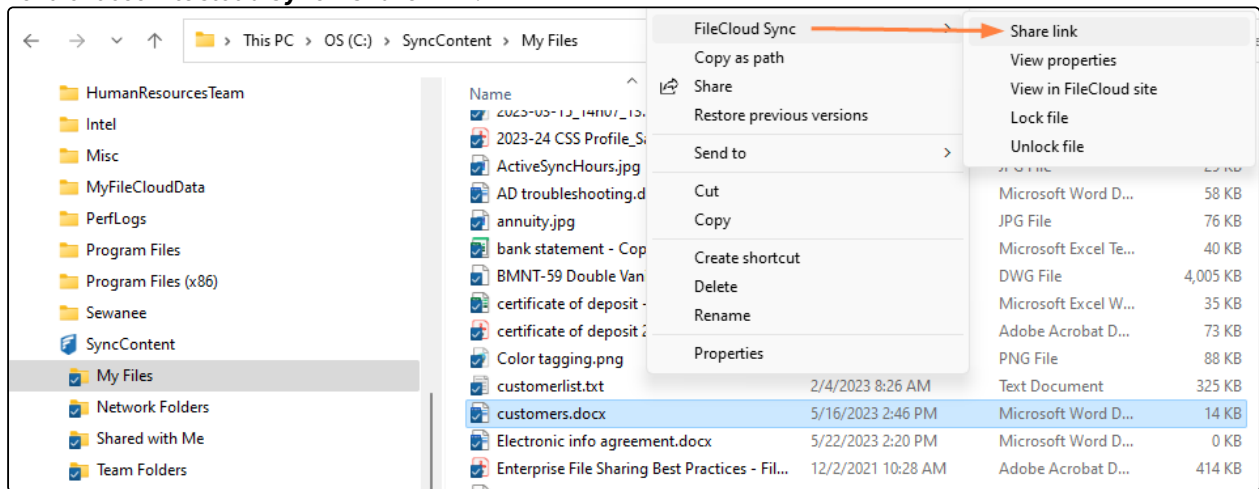 This PC > OS (C:) > SyncContent > My Files
HumanResourcesTeam
Intel
Misc
MyFileCloudData
PerfLogs
Program Files
Program Files (x86)
Sewanee
SyncContent
My Files
Network Folders
Shared with Me
Team Folders
Name
2023-24 CSS Profile_Sa
ActiveSyncHours.jpg
AD troubleshooting.d
Microsoft Word D... 58 KB
annuity.jpg
JPG File 76 KB
bank statement - Cop
Microsoft Excel Te... 40 KB
BMNT-59 Double Van
DWG File 4,005 KB
certificate of deposit -
Microsoft Excel W... 35 KB
certificate of deposit 2
Adobe Acrobat D... 73 KB
Color tagging.png
PNG File 88 KB
customerlist.txt 2/4/2023 8:26 AM Text Document 325 KB
customers.docx 5/16/2023 2:46 PM Microsoft Word D... 14 KB
Electronic info agreement.docx 5/22/2023 2:20 PM Microsoft Word D... 0 KB
Enterprise File Sharing Best Practices - Fil... 12/2/2021 10:28 AM Adobe Acrobat D... 414 KB
FileCloud Sync
Copy as path
Share
Restore previous versions
Send to
Cut
Copy
Create shortcut
Delete
Rename
Properties
Share link
View properties
View in FileCloud site
Lock file
Unlock file